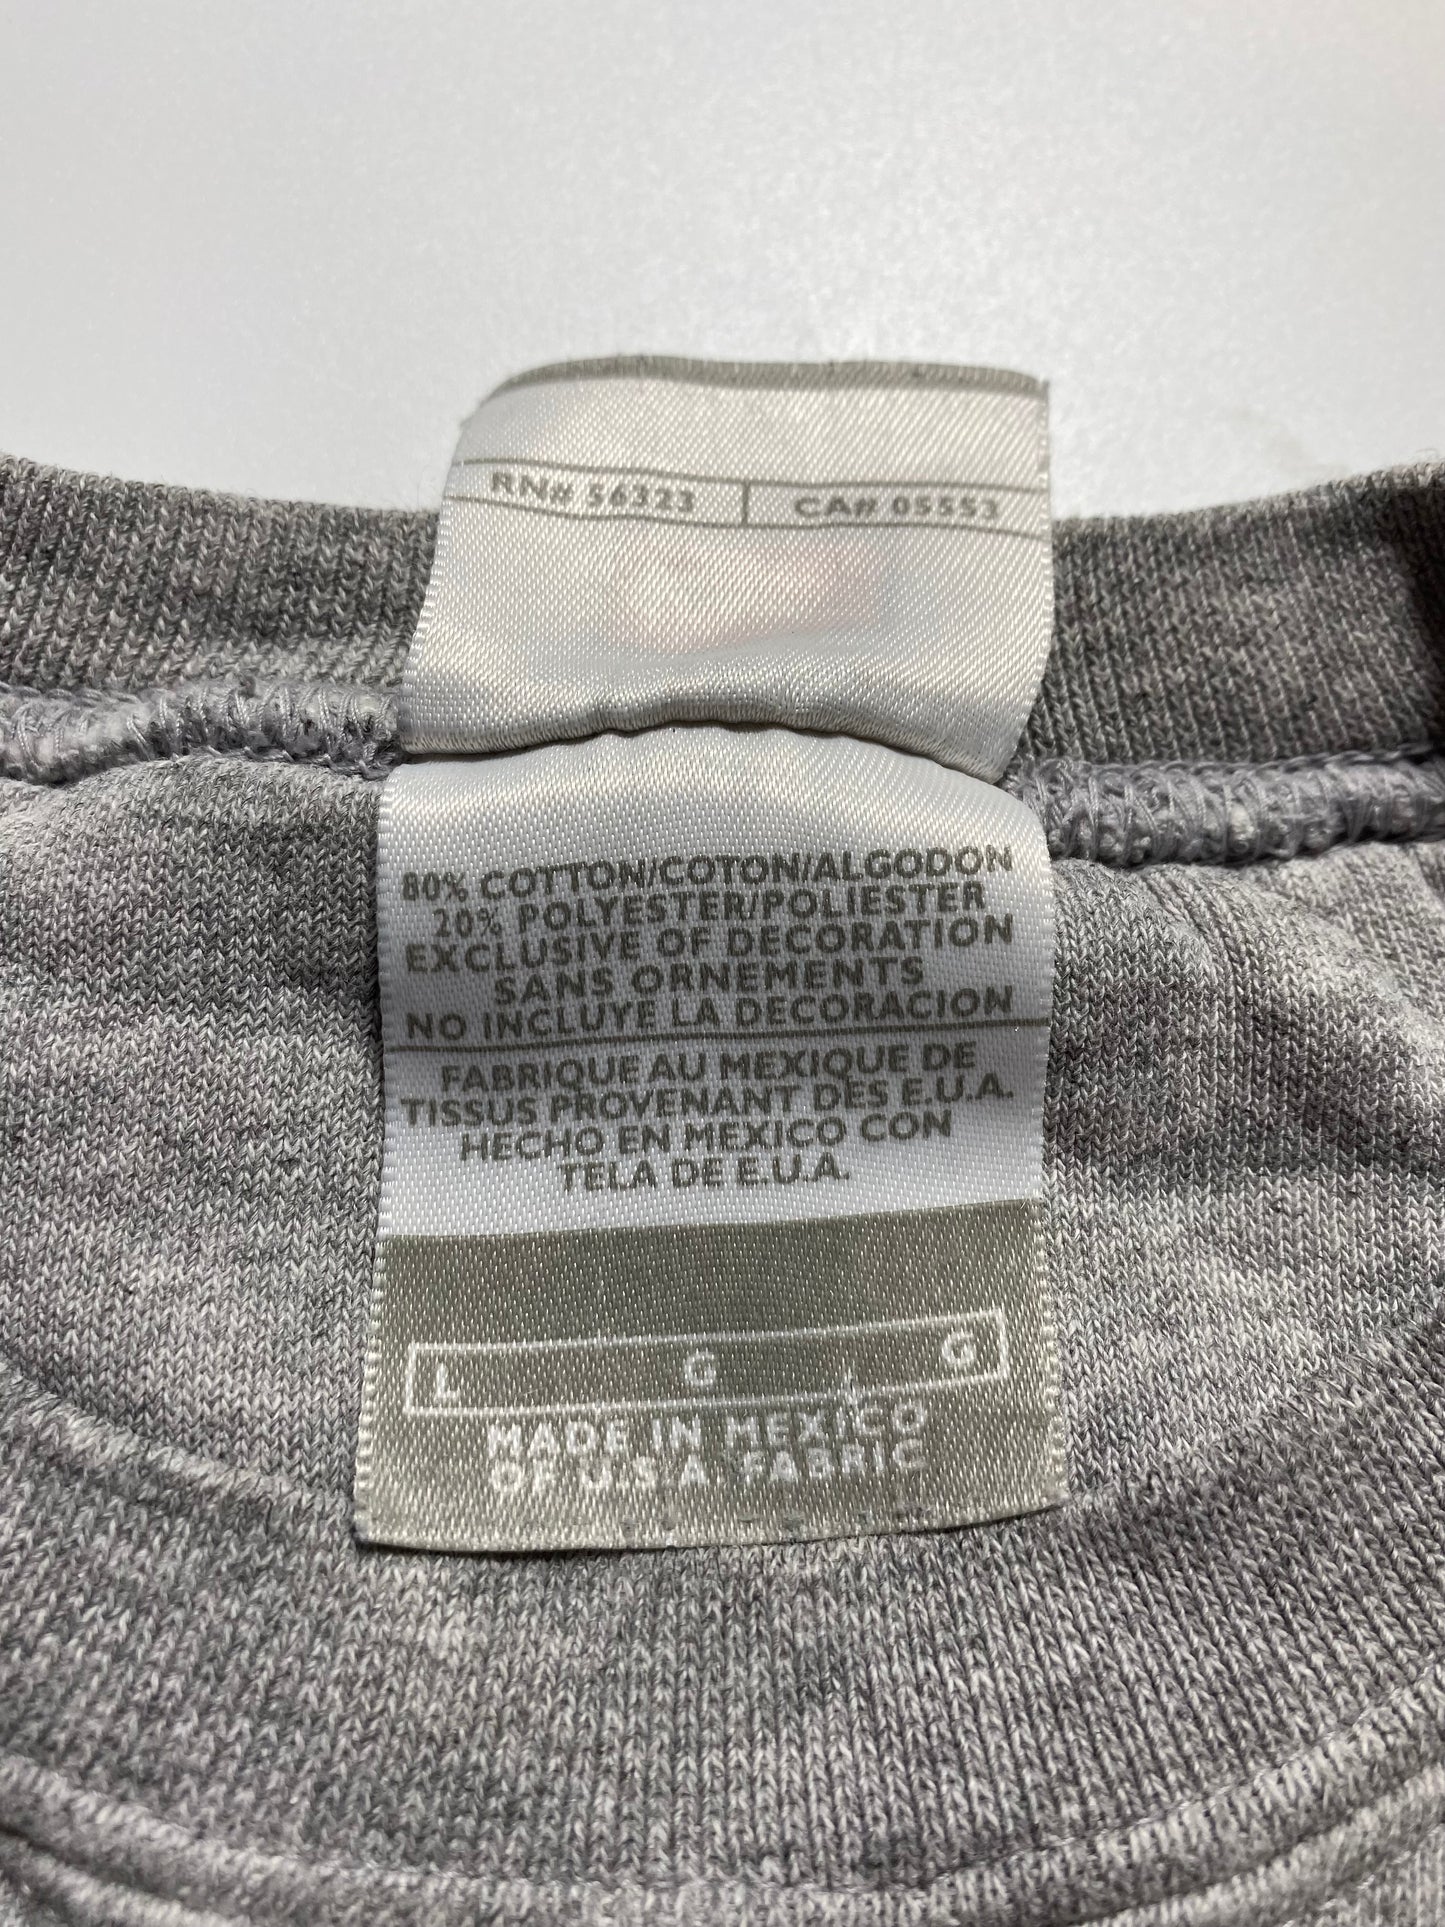 RN# 56323 CA# 05553
80% COTTON/COTON/ALGODON
20% POLYESTER/POLIESTER
EXCLUSIVE OF DECORATION
SANS ORNEMENTS
NO INCLUYE LA DECORACION
FABRIQUE AU MEXIQUE DE
TISSUS PROVENANT DES E.U.A.
HECHO EN MEXICO CON
TELA DE E.U.A.
L G G
MADE IN MEXICO
OF U.S.A. FABRIC